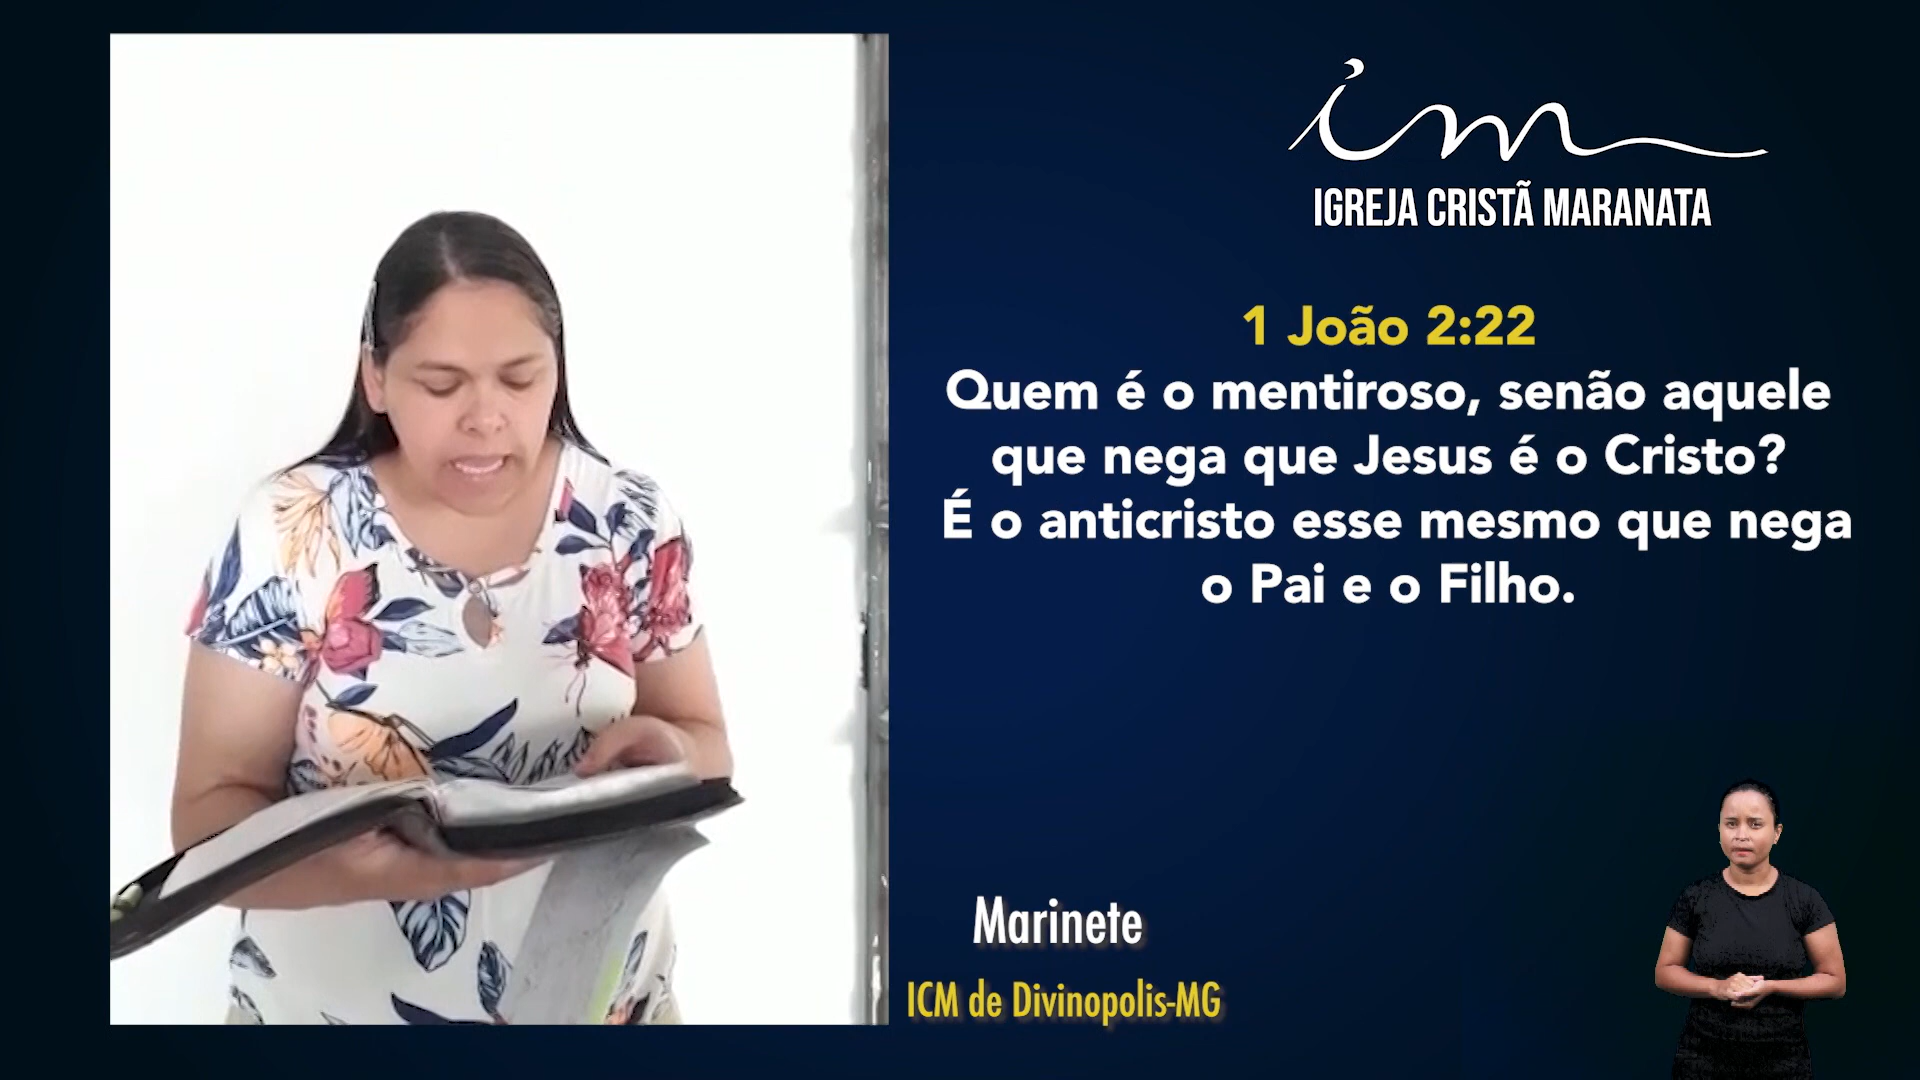 im
IGREJA CRISTÃ MARANATA
1 João 2:22
Quem é o mentiroso, senão aquele
que nega que Jesus é o Cristo?
É o anticristo esse mesmo que nega
o Pai e o Filho.
Marinete
ICM de Divinopolis-MG